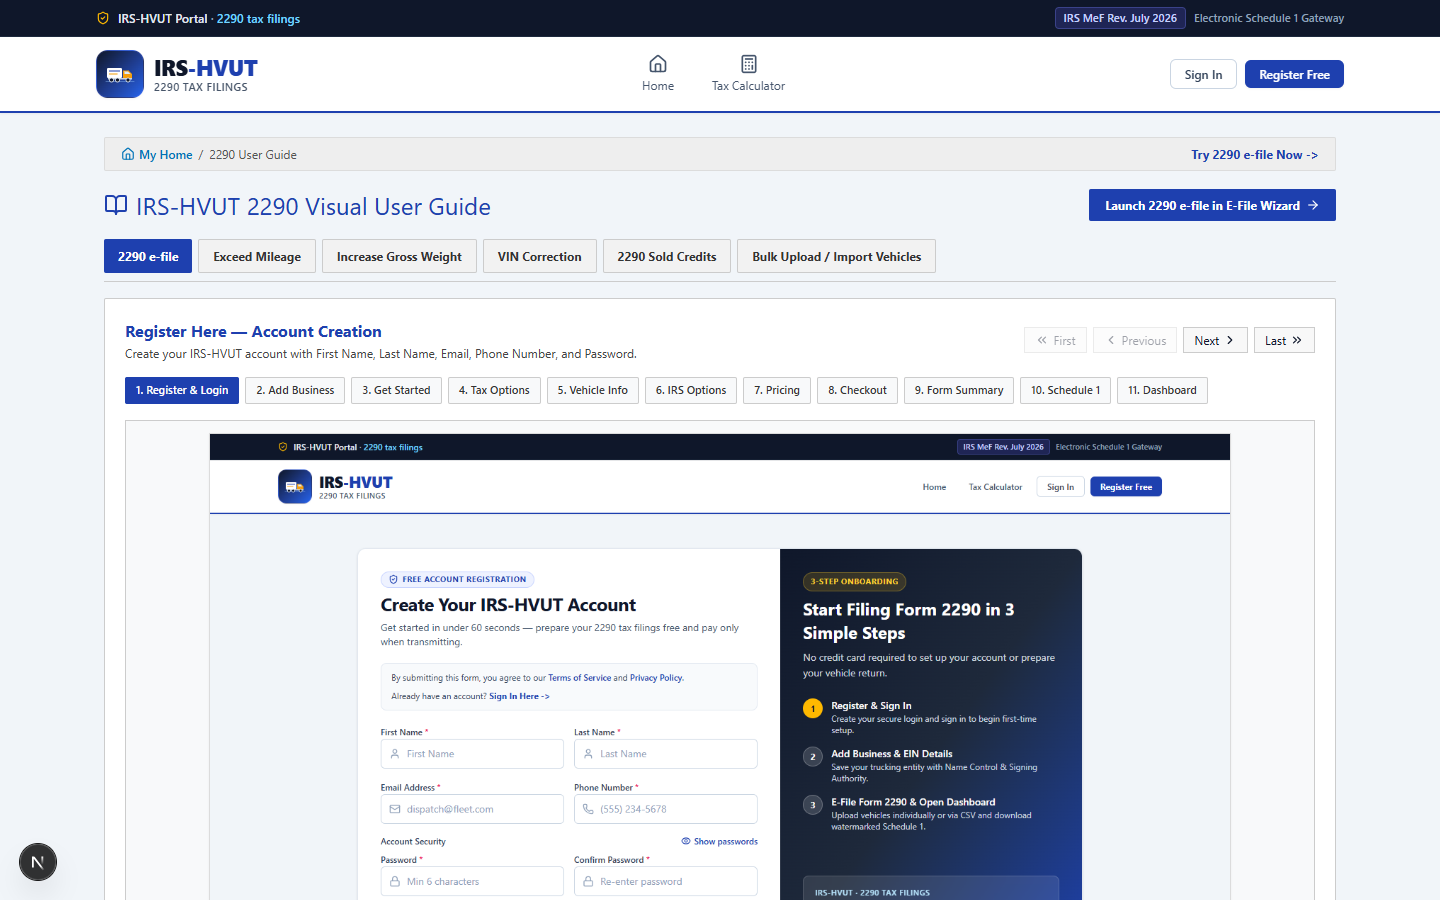 IRS-HVUT Portal · 2290 tax filings
IRS MeF Rev. July 2026
Electronic Schedule 1 Gateway
IRS-HVUT
2290 TAX FILINGS
Home
Tax Calculator
Sign In
Register Free
My Home / 2290 User Guide
Try 2290 e-file Now ->
IRS-HVUT 2290 Visual User Guide
Launch 2290 e-file in E-File Wizard
2290 e-file
Exceed Mileage
Increase Gross Weight
VIN Correction
2290 Sold Credits
Bulk Upload / Import Vehicles
Register Here — Account Creation
Create your IRS-HVUT account with First Name, Last Name, Email, Phone Number, and Password.
First
Previous
Next
Last
1. Register & Login
2. Add Business
3. Get Started
4. Tax Options
5. Vehicle Info
6. IRS Options
7. Pricing
8. Checkout
9. Form Summary
10. Schedule 1
11. Dashboard
IRS-HVUT Portal · 2290 tax filings
IRS MeF Rev. July 2026
Electronic Schedule 1 Gateway
IRS-HVUT
2290 TAX FILINGS
Home
Tax Calculator
Sign In
Register Free
FREE ACCOUNT REGISTRATION
Create Your IRS-HVUT Account
Get started in under 60 seconds — prepare your 2290 tax filings free and pay only
when transmitting.
By submitting this form, you agree to our Terms of Service and Privacy Policy.
Already have an account? Sign In Here ->
First Name *
Last Name *
First Name
Last Name
Email Address *
Phone Number *
dispatch@fleet.com
(555) 234-5678
Account Security
Show passwords
Password *
Confirm Password *
Min 6 characters
Re-enter password
3-STEP ONBOARDING
Start Filing Form 2290 in 3
Simple Steps
No credit card required to set up your account or prepare
your vehicle return.
1
Register & Sign In
Create your secure login and sign in to begin first-time
setup.
2
Add Business & EIN Details
Save your trucking entity with Name Control & Signing
Authority.
3
E-File Form 2290 & Open Dashboard
Upload vehicles individually or via CSV and download
watermarked Schedule 1.
IRS-HVUT · 2290 TAX FILINGS
N